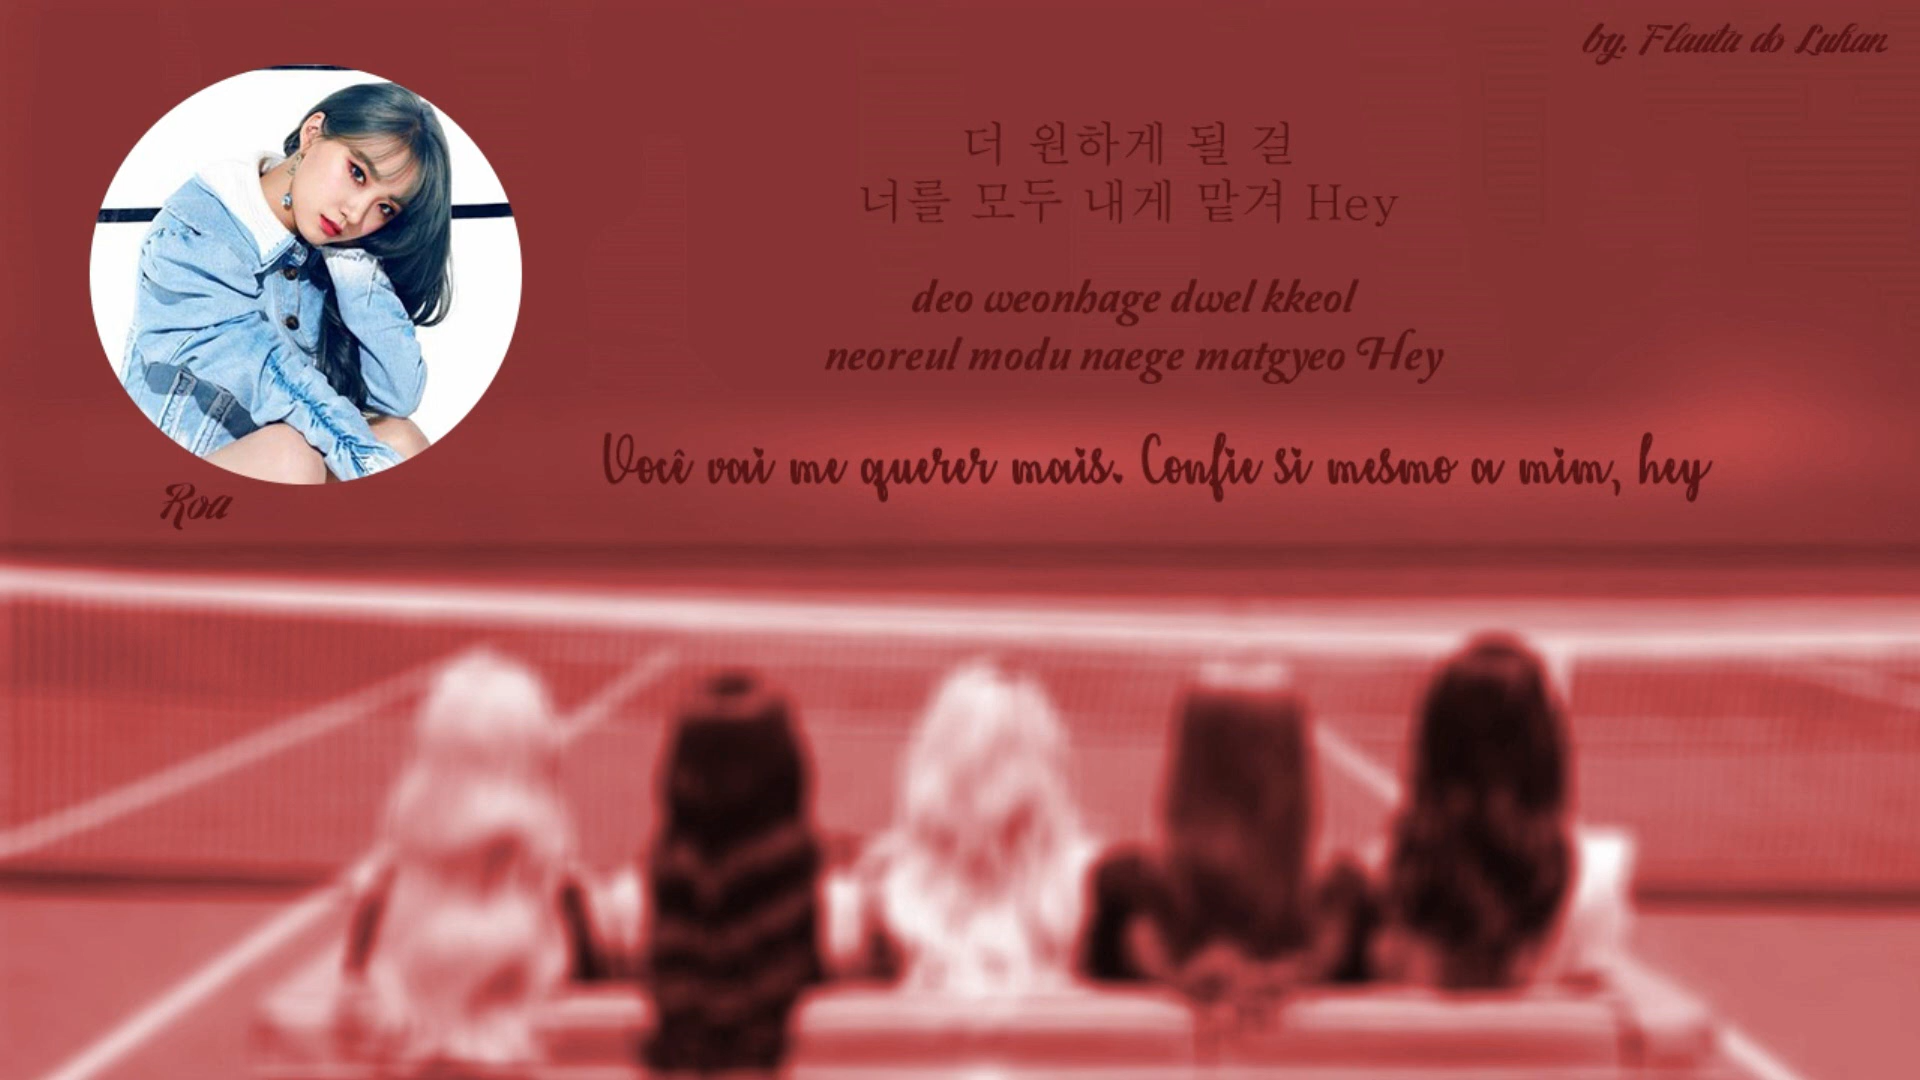 by. Flauta do Luhan
더 원하게 될 걸
너를 모두 내게 맡겨 Hey
deo weonhage dwel kkeol
neoreul modu naege matgyeo Hey
Você vai me querer mais. Confie si mesmo a mim, hey
Roa